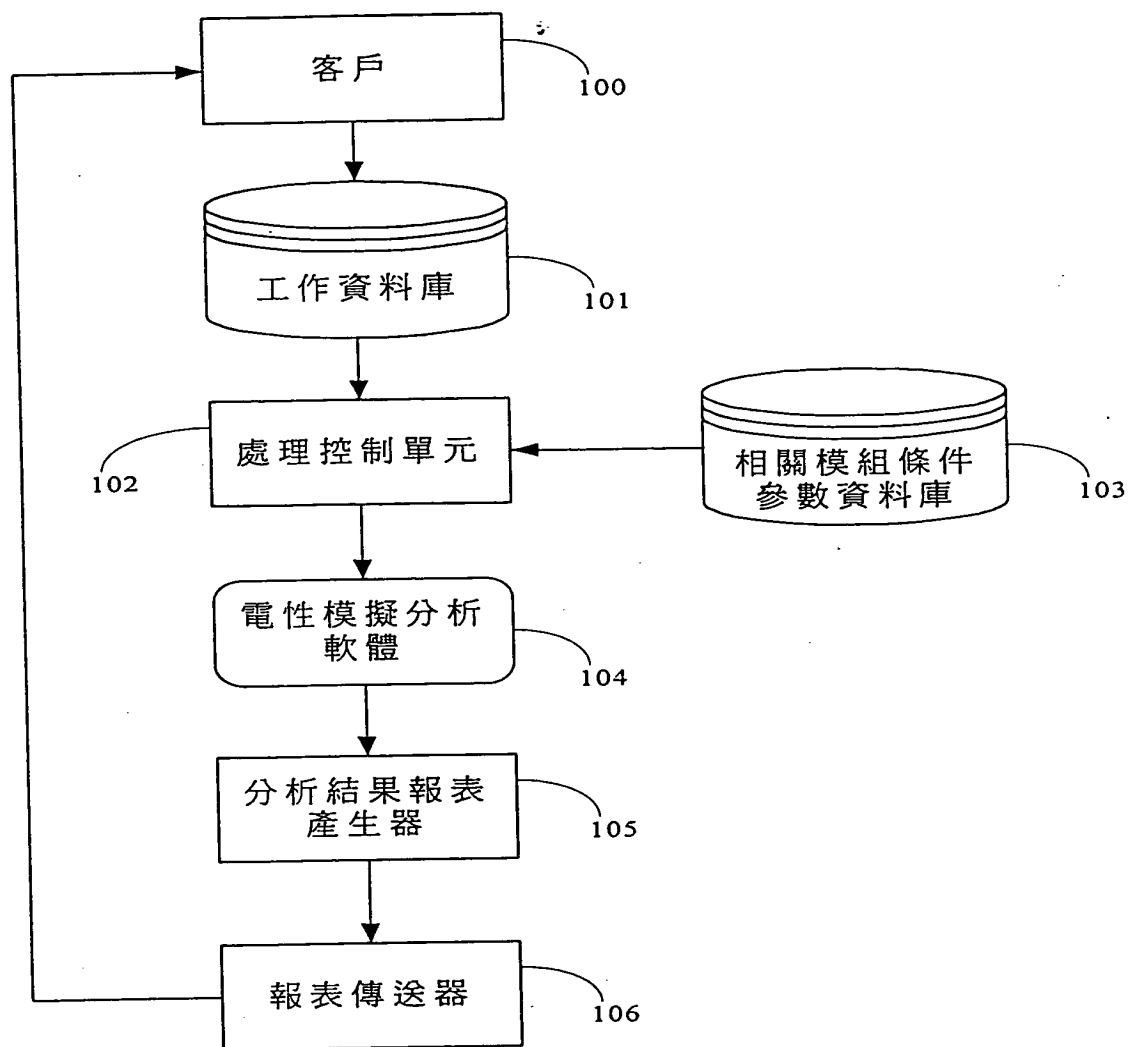 客戶
100
工作資料庫
101
處理控制單元
102
相關模組條件
參數資料庫
103
電性模擬分析
軟體
104
分析結果報表
產生器
105
報表傳送器
106